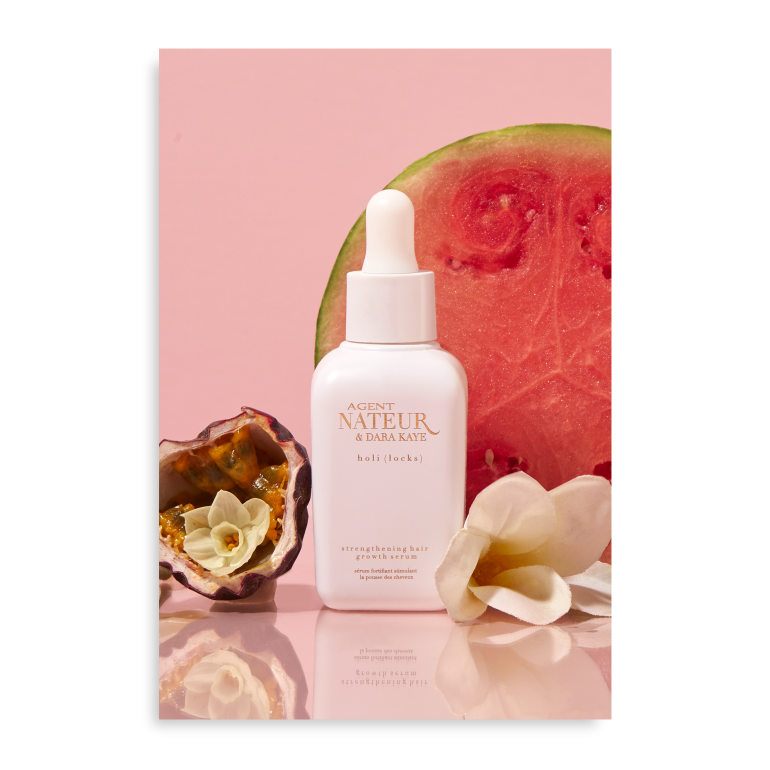 AGENT
NATEUR
& DARA KAYE
holi (locks)
strengthening hair
growth serum
sérum fortifiant stimulant
la pousse des cheveux